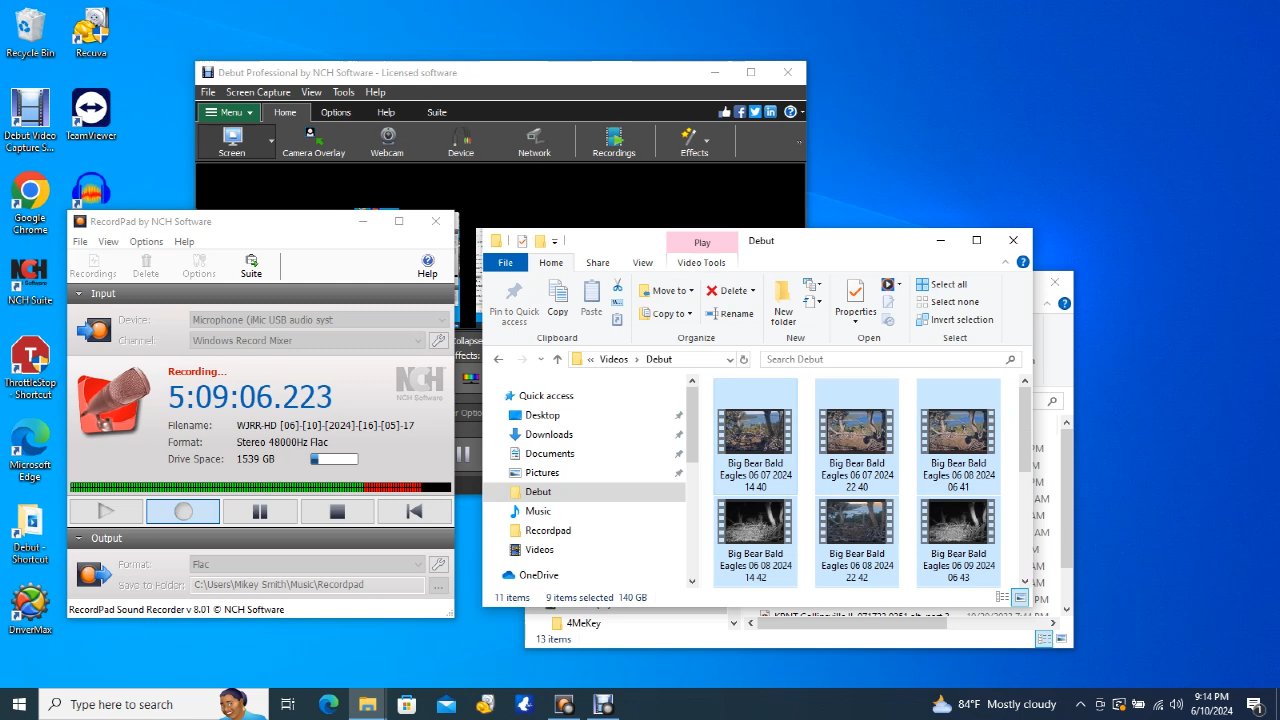 Recycle Bin
Recuva
Debut Video
Capture S...
TeamViewer
Google
Chrome
NCH Suite
ThrottleStop
- Shortcut
Microsoft
Edge
Debut -
Shortcut
DriverMax
Debut Professional by NCH Software - Licensed software
File Screen Capture View Tools Help
Menu Home Options Help Suite
Screen Camera Overlay Webcam Device Network Recordings Effects
RecordPad by NCH Software
File View Options Help
Recordings Delete Options Suite Help
Input
Device: Microphone (iMic USB audio syst
Channel: Windows Record Mixer
Recording...
5:09:06.223
NCH
NCH Software
Filename: WJRR-HD [06]-[10]-[2024]-[16]-[05]-17
Format: Stereo 48000Hz Flac
Drive Space: 1539 GB
Output
Format: Flac
Save to Folder: C:\Users\Mikey Smith\Music\Recordpad
...
RecordPad Sound Recorder v 8.01 © NCH Software
Play Debut
File Home Share View Video Tools
Pin to Quick
access
Copy
Paste
Clipboard
Move to
Copy to
Delete
Rename
Organize
New
folder
New
Properties
Open
Select all
Select none
Invert selection
Select
« Videos › Debut
Search Debut
Quick access
Desktop
Downloads
Documents
Pictures
Debut
Music
Recordpad
Videos
OneDrive
Big Bear Bald
Eagles 06 07 2024
14 40
Big Bear Bald
Eagles 06 07 2024
22 40
Big Bear Bald
Eagles 06 08 2024
06 41
Big Bear Bald
Eagles 06 08 2024
14 42
Big Bear Bald
Eagles 06 08 2024
22 42
Big Bear Bald
Eagles 06 09 2024
06 43
11 items 9 items selected 140 GB
4MeKey
13 items
Type here to search
84°F Mostly cloudy
9:14 PM
6/10/2024